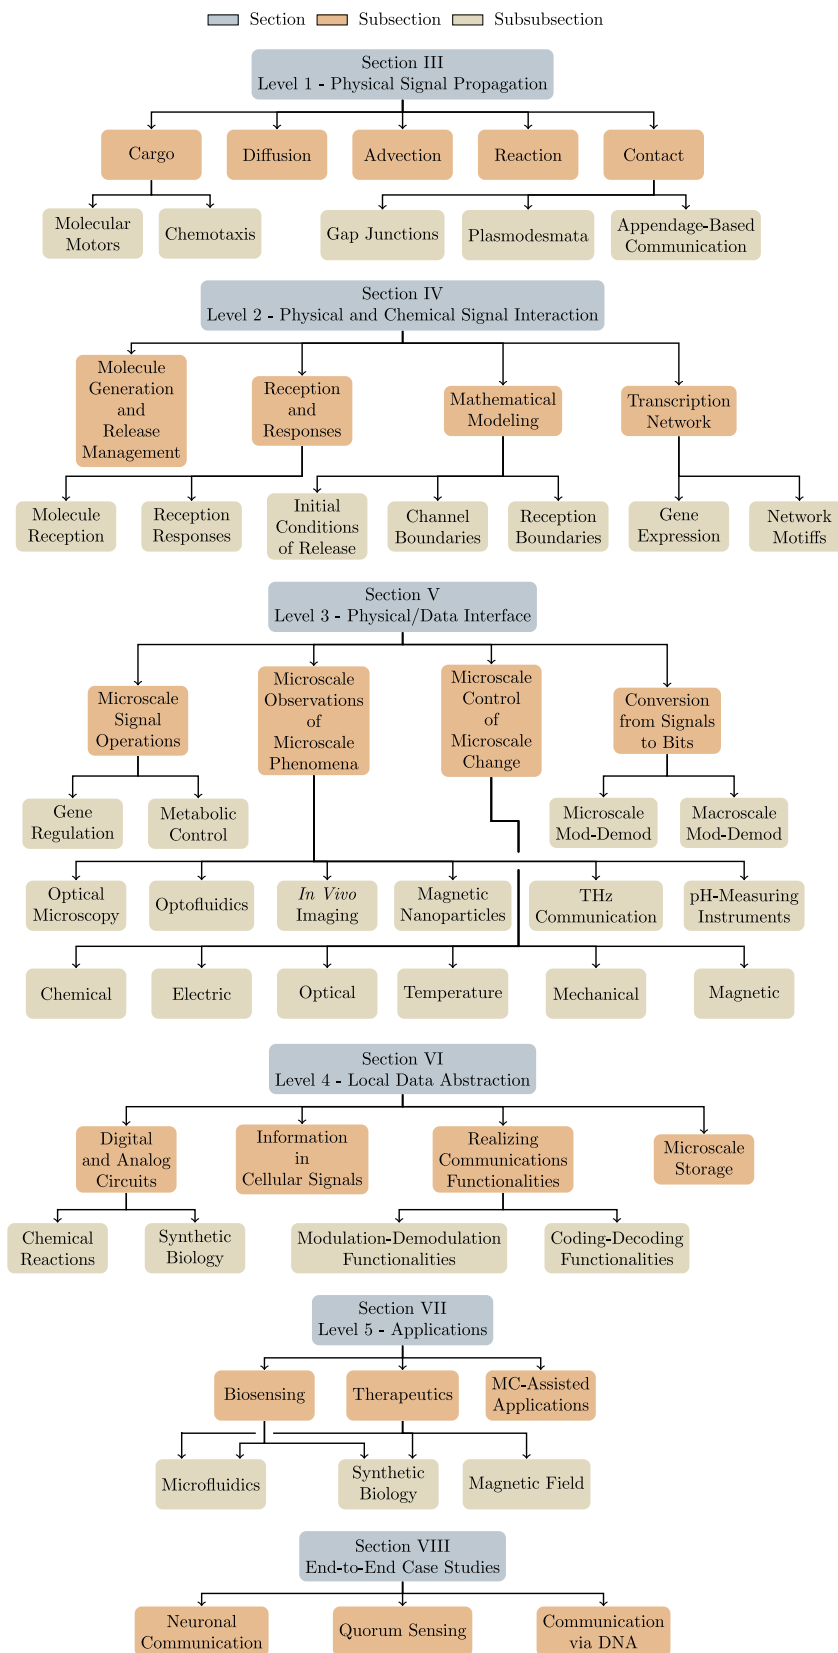 Section
Subsection
Subsubsection
Section III
Level 1 - Physical Signal Propagation
Cargo
Diffusion
Advection
Reaction
Contact
Molecular
Motors
Chemotaxis
Gap Junctions
Plasmodesmata
Appendage-Based
Communication
Section IV
Level 2 - Physical and Chemical Signal Interaction
Molecule
Generation
and
Release
Management
Reception
and
Responses
Mathematical
Modeling
Transcription
Network
Molecule
Reception
Reception
Responses
Initial
Conditions
of Release
Channel
Boundaries
Reception
Boundaries
Gene
Expression
Network
Motiffs
Section V
Level 3 - Physical/Data Interface
Microscale
Signal
Operations
Microscale
Observations
of
Microscale
Phenomena
Microscale
Control
of
Microscale
Change
Conversion
from Signals
to Bits
Gene
Regulation
Metabolic
Control
Microscale
Mod-Demod
Macroscale
Mod-Demod
Optical
Microscopy
Optofluidics
In Vivo
Imaging
Magnetic
Nanoparticles
THz
Communication
pH-Measuring
Instruments
Chemical
Electric
Optical
Temperature
Mechanical
Magnetic
Section VI
Level 4 - Local Data Abstraction
Digital
and Analog
Circuits
Information
in
Cellular Signals
Realizing
Communications
Functionalities
Microscale
Storage
Chemical
Reactions
Synthetic
Biology
Modulation-Demodulation
Functionalities
Coding-Decoding
Functionalities
Section VII
Level 5 - Applications
Biosensing
Therapeutics
MC-Assisted
Applications
Microfluidics
Synthetic
Biology
Magnetic Field
Section VIII
End-to-End Case Studies
Neuronal
Communication
Quorum Sensing
Communication
via DNA